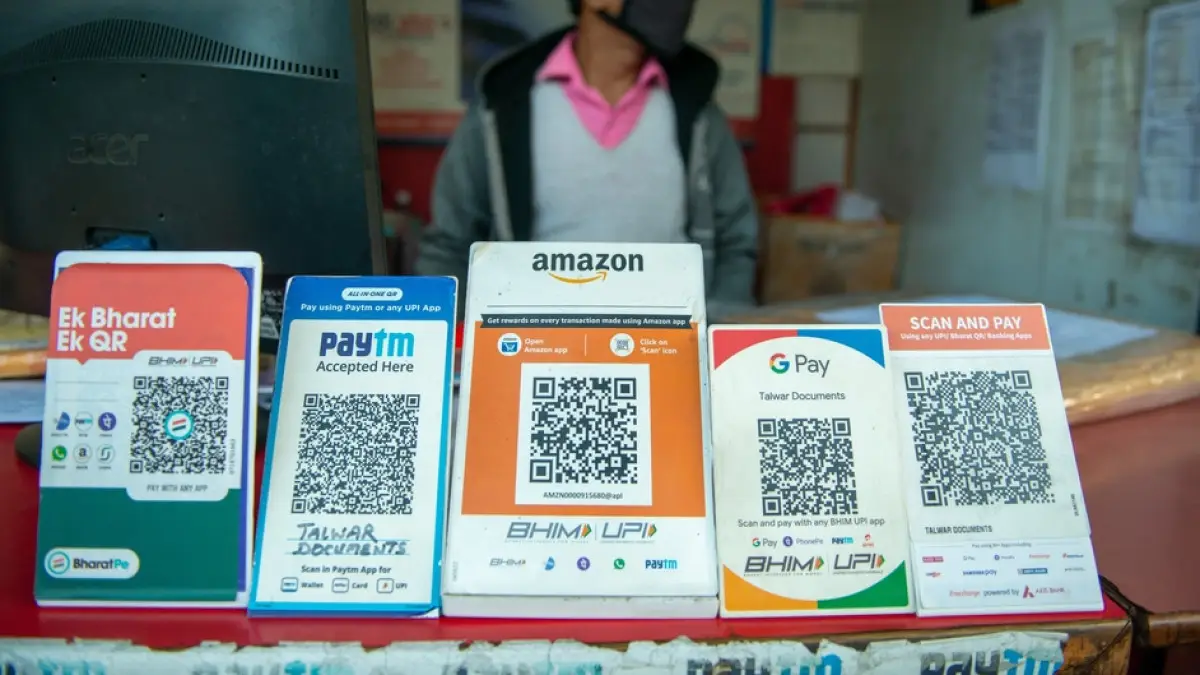 acer
Ek Bharat
Ek QR
BHIM UPI
PAY WITH ANY APP
BharatPe
ALL-IN-ONE QR
Pay using Paytm or any UPI App
paytm
Accepted Here
TALWAR
DOCUMENTS
Scan in Paytm App for
Wallet Card UPI
amazon
Get rewards on every transaction made using Amazon app
Open
Amazon app
Click on
'Scan' icon
AMZN0000915680@apl
BHIM UPI
BHIM paytm
G Pay
Talwar Documents
Scan and pay with any BHIM UPI app
G Pay PhonePe paytm
BHIM UPI
SCAN AND PAY
Using any UPI/ Bharat QR/ Banking Apps
TALWAR DOCUMENTS
freecharge powered by AXIS BANK
paytm
paytm
paytm